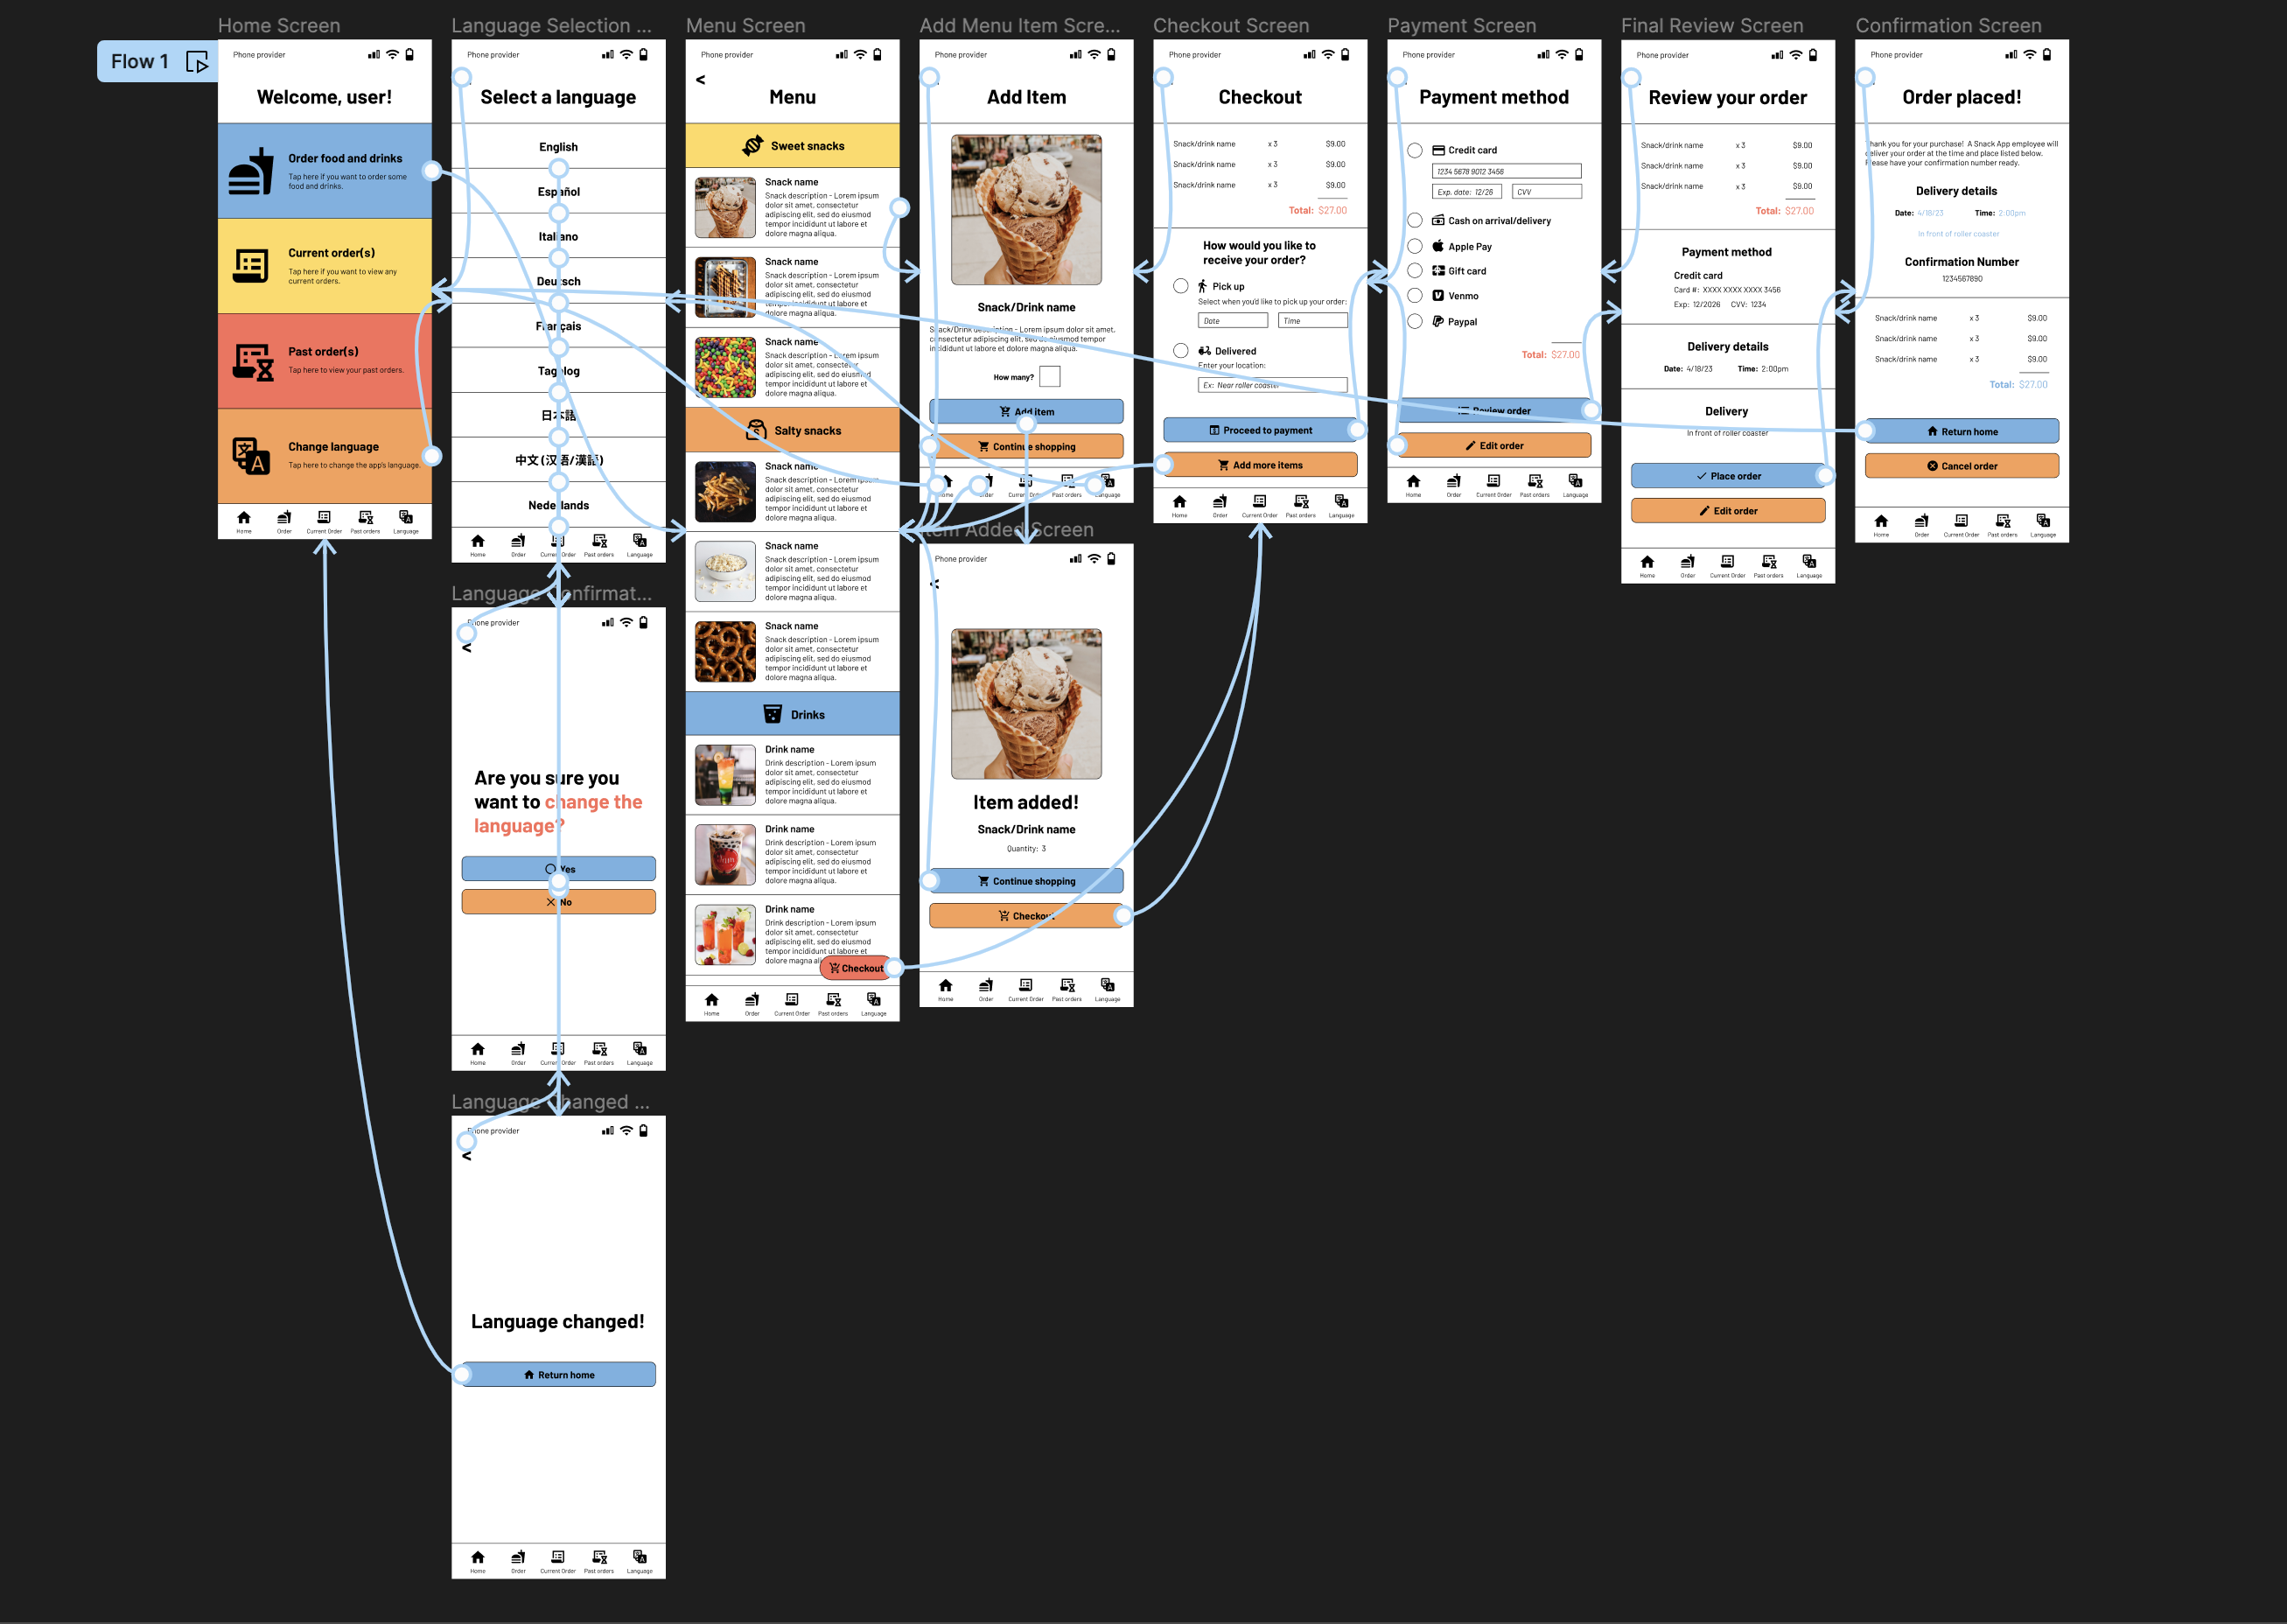 Flow 1
Home Screen
Phone provider
Welcome, user!
Order food and drinks
Tap here if you want to order some
food and drinks.
Current order(s)
Tap here if you want to view any
current orders.
Past order(s)
Tap here to view your past orders.
Change language
Tap here to change the app's language.
Home Order Current Order Past orders Language
Language Selection ...
Phone provider
Select a language
English
Español
Italiano
Deutsch
Français
Tagalog
日本語
中文 (汉语/漢語)
Nederlands
Home Order Current Order Past orders Language
Language Confirmat...
Phone provider
<
Are you sure you
want to change the
language?
Yes
No
Home Order Current Order Past orders Language
Language Changed ...
Phone provider
<
Language changed!
Return home
Home Order Current Order Past orders Language
Menu Screen
Phone provider
<
Menu
Sweet snacks
Snack name
Snack description - Lorem ipsum
dolor sit amet, consectetur
adipiscing elit, sed do eiusmod
tempor incididunt ut labore et
dolore magna aliqua.
Snack name
Snack description - Lorem ipsum
dolor sit amet, consectetur
adipiscing elit, sed do eiusmod
tempor incididunt ut labore et
dolore magna aliqua.
Snack name
Snack description - Lorem ipsum
dolor sit amet, consectetur
adipiscing elit, sed do eiusmod
tempor incididunt ut labore et
dolore magna aliqua.
Salty snacks
Snack name
Snack description - Lorem ipsum
dolor sit amet, consectetur
adipiscing elit, sed do eiusmod
tempor incididunt ut labore et
dolore magna aliqua.
Snack name
Snack description - Lorem ipsum
dolor sit amet, consectetur
adipiscing elit, sed do eiusmod
tempor incididunt ut labore et
dolore magna aliqua.
Snack name
Snack description - Lorem ipsum
dolor sit amet, consectetur
adipiscing elit, sed do eiusmod
tempor incididunt ut labore et
dolore magna aliqua.
Drinks
Drink name
Drink description - Lorem ipsum
dolor sit amet, consectetur
adipiscing elit, sed do eiusmod
tempor incididunt ut labore et
dolore magna aliqua.
Drink name
Drink description - Lorem ipsum
dolor sit amet, consectetur
adipiscing elit, sed do eiusmod
tempor incididunt ut labore et
dolore magna aliqua.
Drink name
Drink description - Lorem ipsum
dolor sit amet, consectetur
adipiscing elit, sed do eiusmod
tempor incididunt ut labore et
dolore magna ali
Checkout
Home Order Current Order Past orders Language
Add Menu Item Scre...
Phone provider
Add Item
Snack/Drink name
Snack/Drink description - Lorem ipsum dolor sit amet,
consectetur adipiscing elit, sed do eiusmod tempor
incididunt ut labore et dolore magna aliqua.
How many?
Add item
Continue shopping
Home Order Current Order Past orders Language
Item Added Screen
Phone provider
<
Item added!
Snack/Drink name
Quantity: 3
Continue shopping
Checkout
Home Order Current Order Past orders Language
Checkout Screen
Phone provider
Checkout
Snack/drink name x 3 $9.00
Snack/drink name x 3 $9.00
Snack/drink name x 3 $9.00
Total: $27.00
How would you like to
receive your order?
Pick up
Select when you'd like to pick up your order:
Date Time
Delivered
Enter your location:
Ex: Near roller coaster
Proceed to payment
Add more items
Home Order Current Order Past orders Language
Payment Screen
Phone provider
Payment method
Credit card
1234 5678 9012 3456
Exp. date: 12/26 CVV
Cash on arrival/delivery
Apple Pay
Gift card
Venmo
Paypal
Total: $27.00
Review order
Edit order
Home Order Current Order Past orders Language
Final Review Screen
Phone provider
Review your order
Snack/drink name x 3 $9.00
Snack/drink name x 3 $9.00
Snack/drink name x 3 $9.00
Total: $27.00
Payment method
Credit card
Card #: XXXX XXXX XXXX 3456
Exp: 12/2026 CVV: 1234
Delivery details
Date: 4/18/23 Time: 2:00pm
Delivery
In front of roller coaster
Place order
Edit order
Home Order Current Order Past orders Language
Confirmation Screen
Phone provider
Order placed!
Thank you for your purchase! A Snack App employee will
deliver your order at the time and place listed below.
Please have your confirmation number ready.
Delivery details
Date: 4/18/23 Time: 2:00pm
In front of roller coaster
Confirmation Number
1234567890
Snack/drink name x 3 $9.00
Snack/drink name x 3 $9.00
Snack/drink name x 3 $9.00
Total: $27.00
Return home
Cancel order
Home Order Current Order Past orders Language